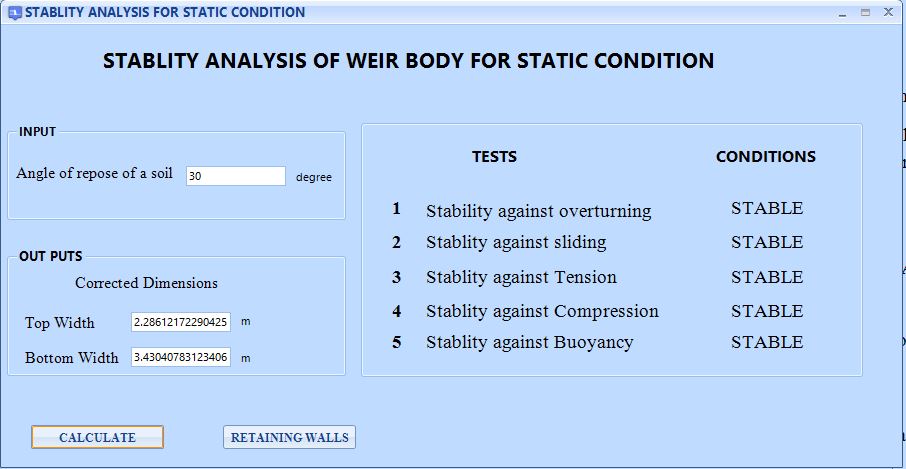 STABLITY ANALYSIS FOR STATIC CONDITION
STABLITY ANALYSIS OF WEIR BODY FOR STATIC CONDITION
INPUT
Angle of repose of a soil 30 degree
OUT PUTS
Corrected Dimensions
Top Width 2.28612172290425 m
Bottom Width 3.43040783123406 m
TESTS CONDITIONS
1 Stability against overturning STABLE
2 Stablity against sliding STABLE
3 Stablity against Tension STABLE
4 Stablity against Compression STABLE
5 Stablity against Buoyancy STABLE
CALCULATE RETAINING WALLS